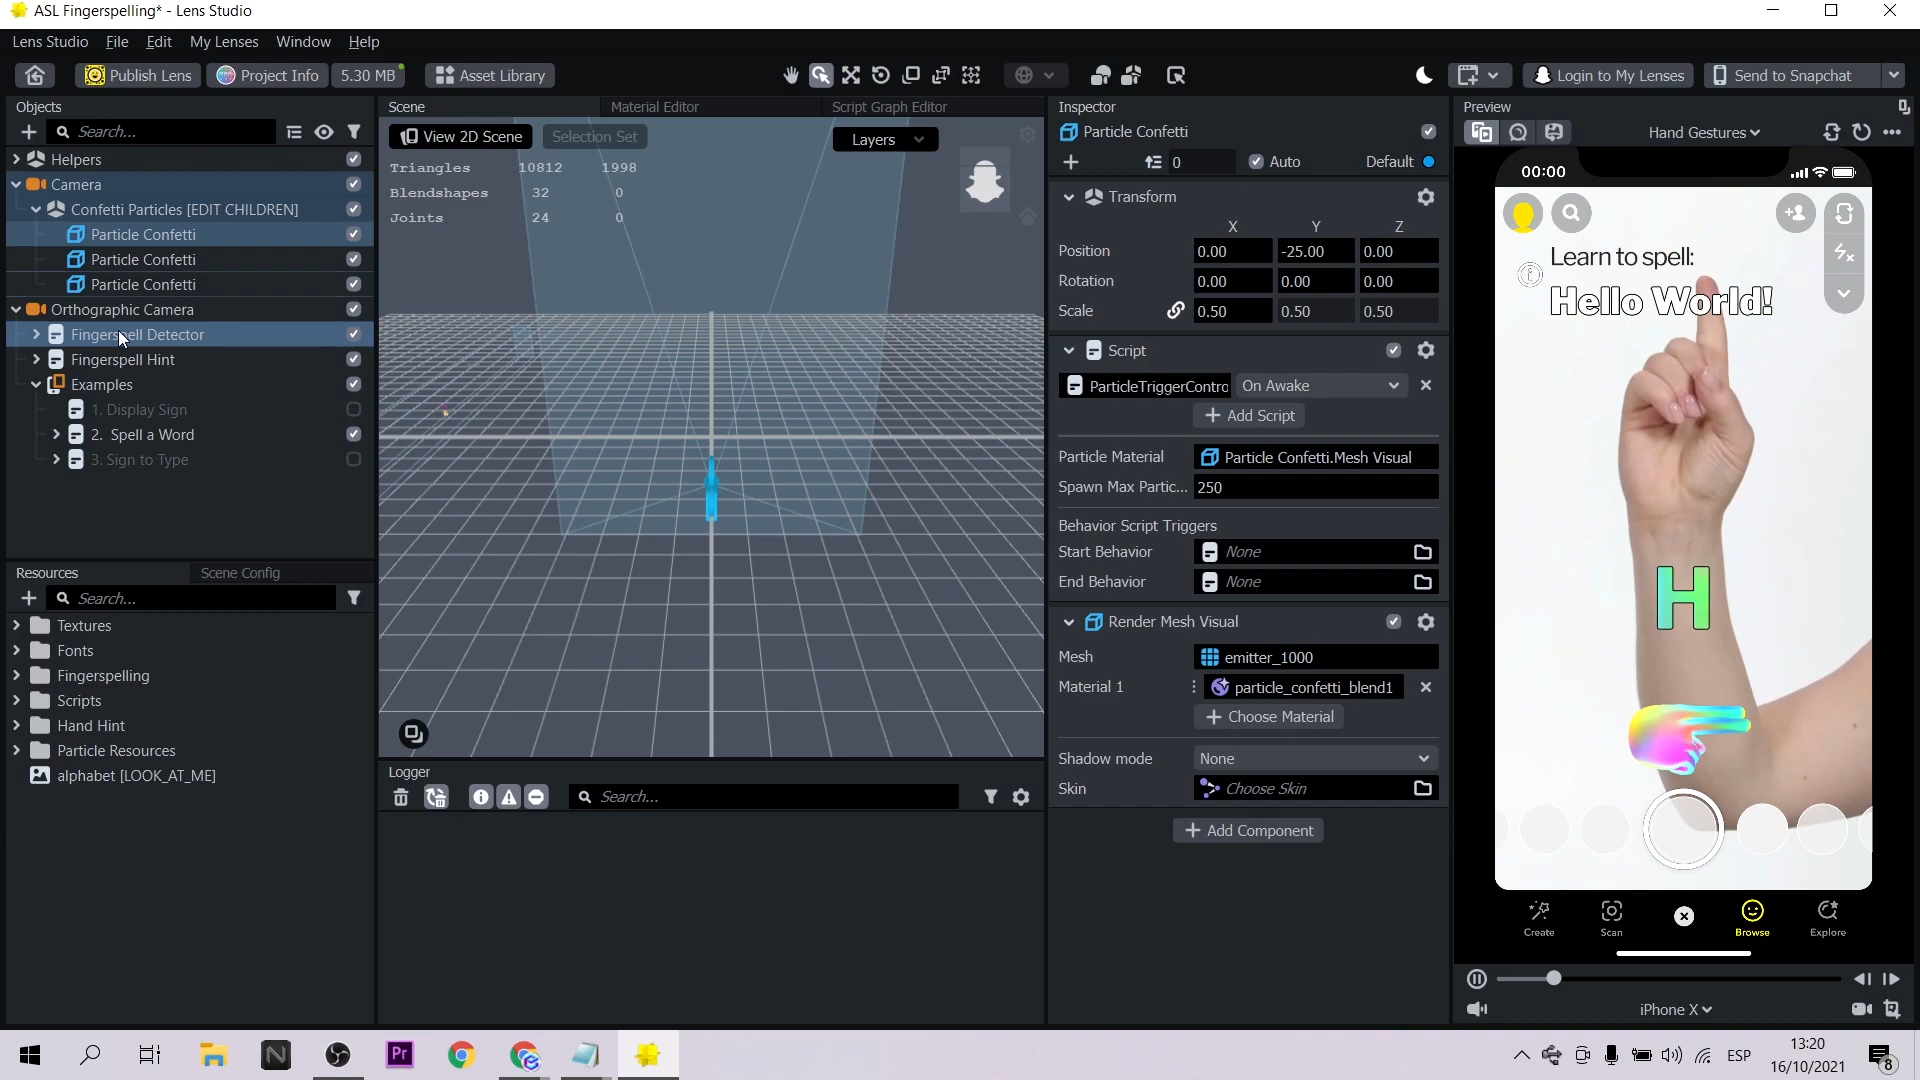 ASL Fingerspelling* - Lens Studio
Lens Studio File Edit My Lenses Window Help
Publish Lens Project Info 5.30 MB Asset Library Login to My Lenses Send to Snapchat
Objects
Search...
Helpers
Camera
Confetti Particles [EDIT CHILDREN]
Particle Confetti
Particle Confetti
Particle Confetti
Orthographic Camera
Fingerspell Detector
Fingerspell Hint
Examples
1. Display Sign
2. Spell a Word
3. Sign to Type
Resources Scene Config
Search...
Textures
Fonts
Fingerspelling
Scripts
Hand Hint
Particle Resources
alphabet [LOOK_AT_ME]
Scene Material Editor Script Graph Editor
View 2D Scene Selection Set Layers
Triangles 10812 1998
Blendshapes 32 0
Joints 24 0
Logger
Search...
Inspector
Particle Confetti
0 Auto Default
Transform
X Y Z
Position 0.00 -25.00 0.00
Rotation 0.00 0.00 0.00
Scale 0.50 0.50 0.50
Script
ParticleTriggerContro On Awake
Add Script
Particle Material Particle Confetti.Mesh Visual
Spawn Max Partic... 250
Behavior Script Triggers
Start Behavior None
End Behavior None
Render Mesh Visual
Mesh emitter_1000
Material 1 particle_confetti_blend1
Choose Material
Shadow mode None
Skin Choose Skin
Add Component
Preview
Hand Gestures
00:00
Learn to spell:
Hello World!
H
Create Scan Browse Explore
iPhone X
Pr
N
ESP
13:20
16/10/2021
8